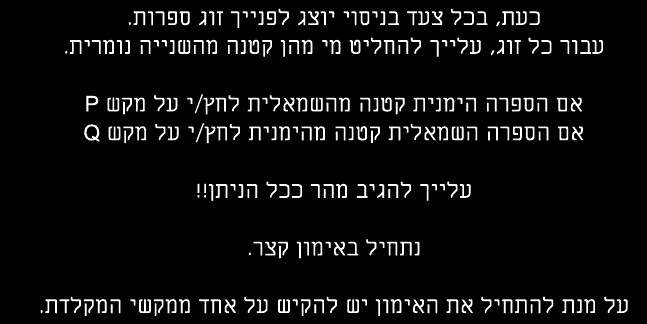 כעת, בכל צעד בניסוי יוצג לפנייך זוג ספרות.
עבור כל זוג, עלייך להחליט מי מהן קטנה מהשנייה נומרית.
אם הספרה הימנית קטנה מהשמאלית לחץ/י על מקש P
אם הספרה השמאלית קטנה מהימנית לחץ/י על מקש Q
עלייך להגיב מהר ככל הניתן!!
נתחיל באימון קצר.
על מנת להתחיל את האימון יש להקיש על אחד ממקשי המקלדת.